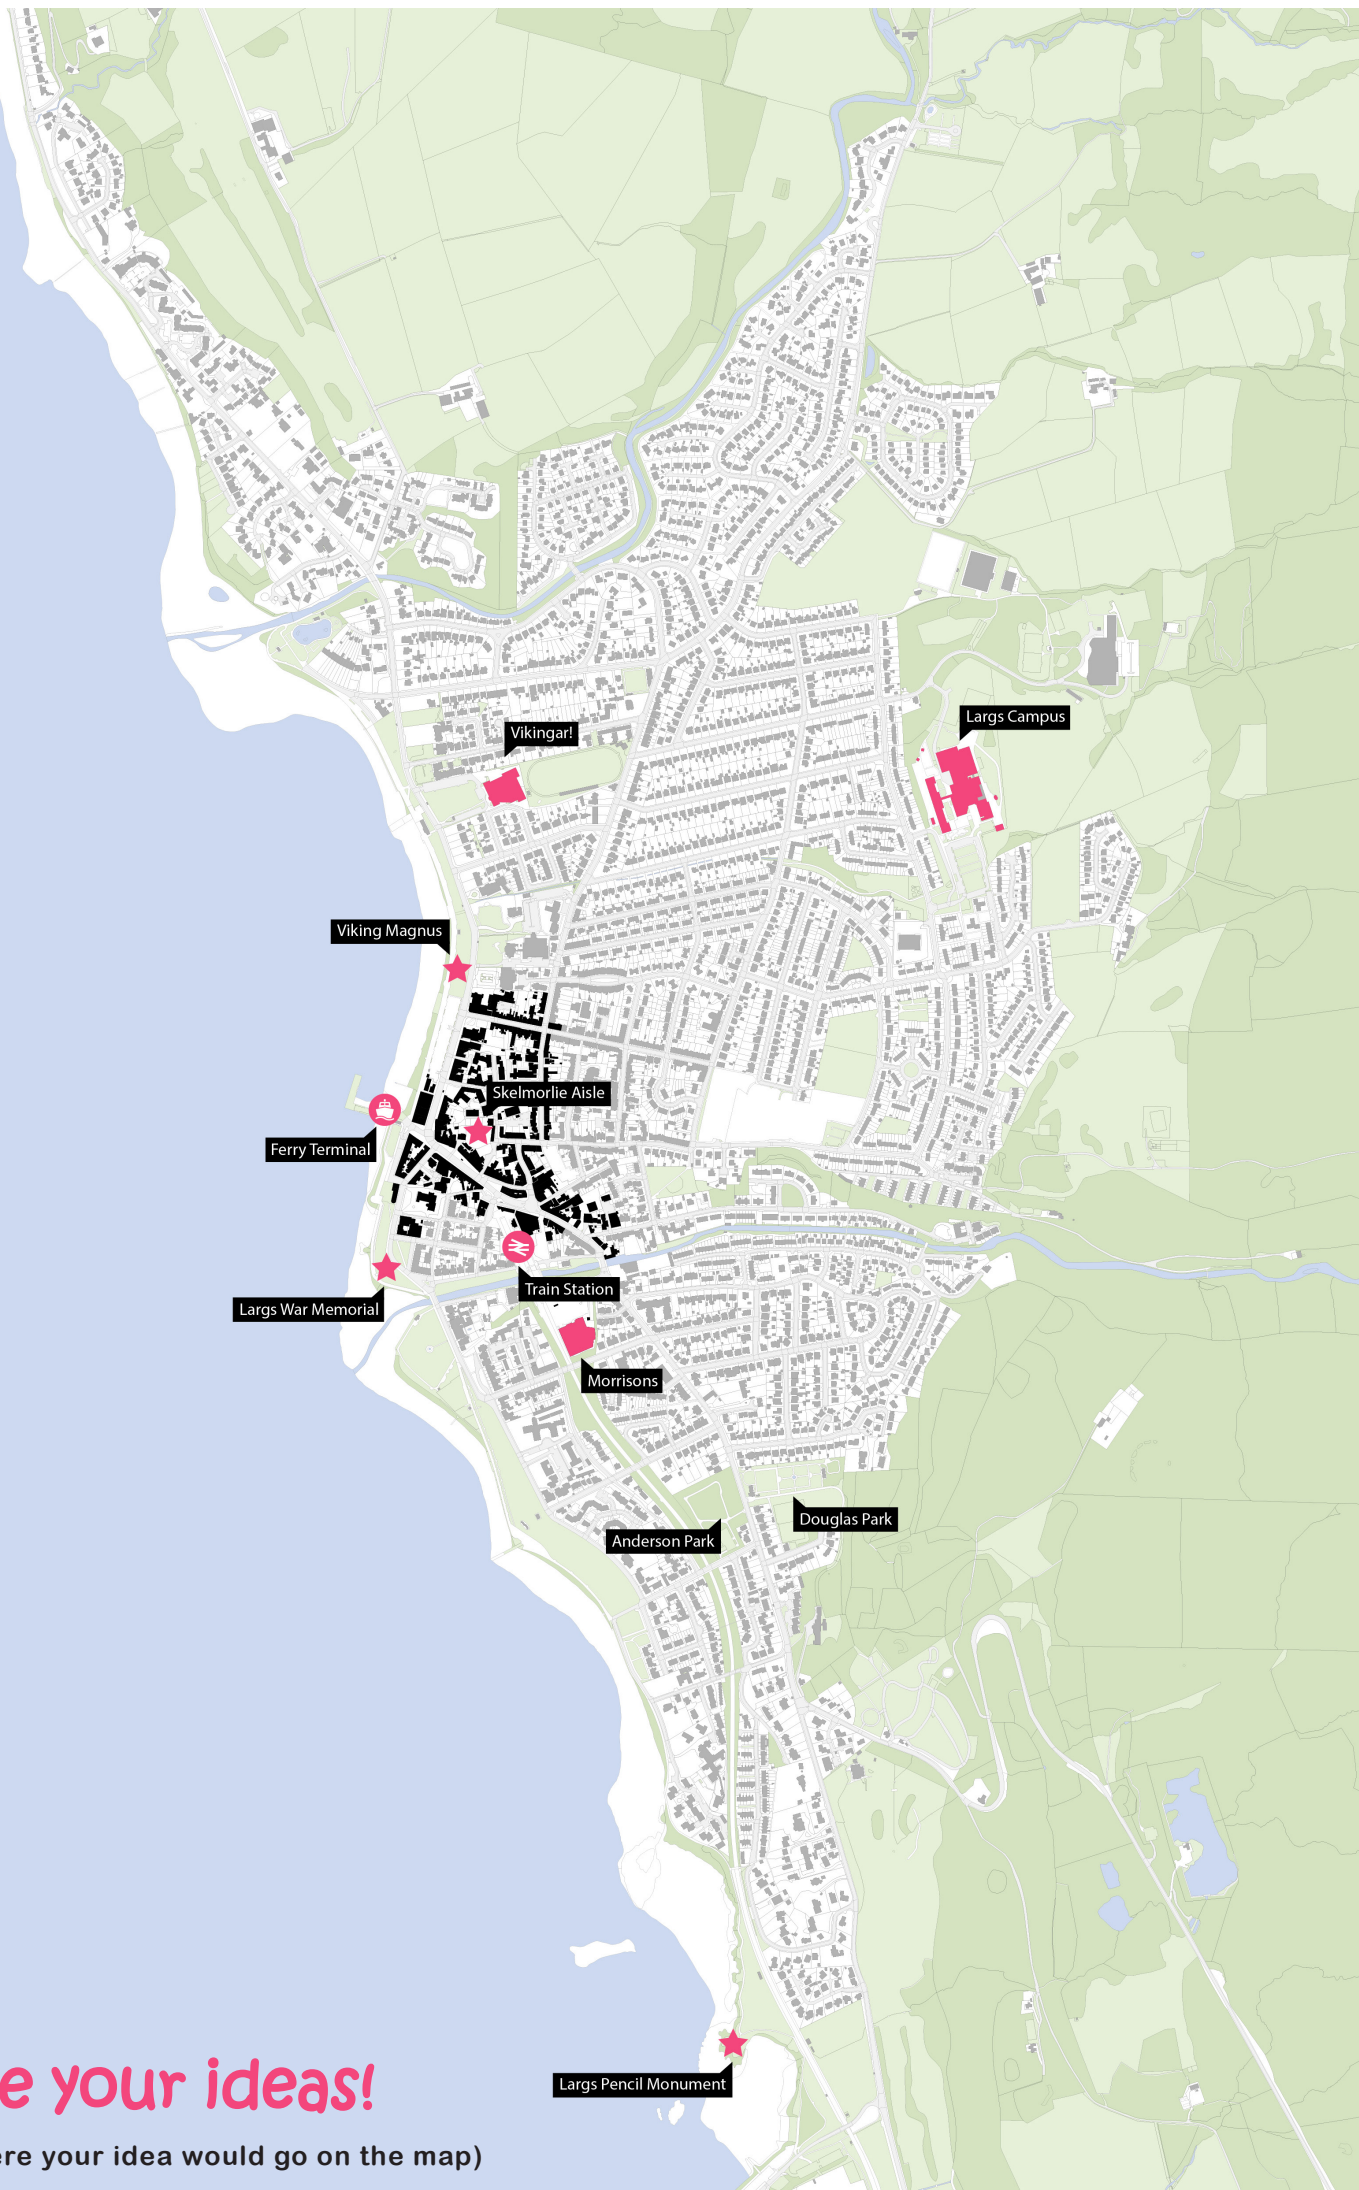 Largs Campus
Vikingar!
Viking Magnus
Skelmorlie Aisle
Ferry Terminal
Train Station
Largs War Memorial
Morrisons
Douglas Park
Anderson Park
e your ideas!
Largs Pencil Monument
ere your idea would go on the map)